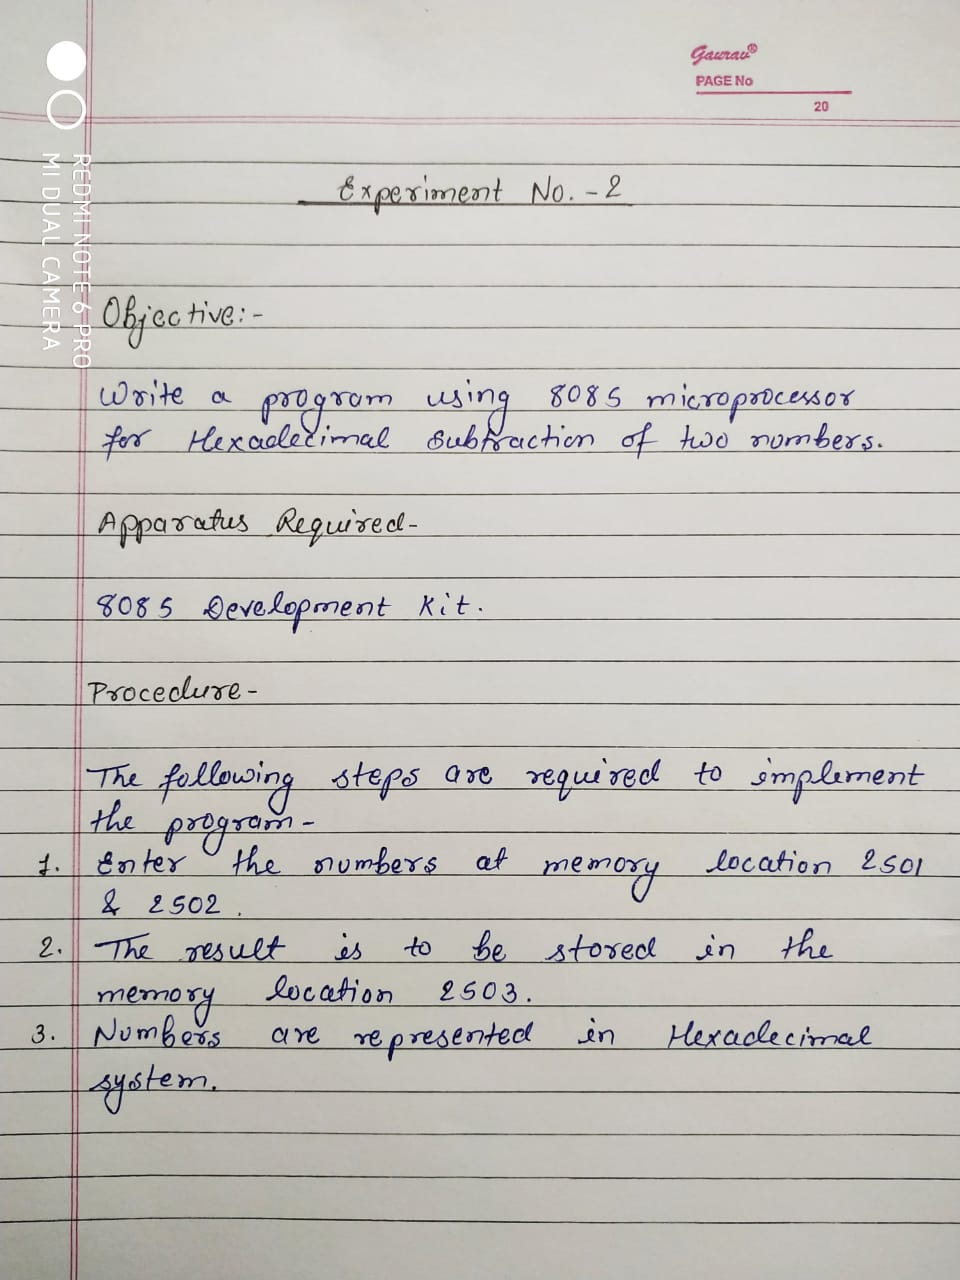 Gaurav®
PAGE No
20
Experiment No. - 2
Objective:-
Write a program using 8085 microprocessor
for Hexadecimal Subtraction of two numbers.
Apparatus Required-
8085 Development Kit.
Procedure-
The following steps are required to implement
the program-
1. Enter the numbers at memory location 2501
& 2502.
2. The result is to be stored in the
memory location 2503.
3. Numbers are represented in Hexadecimal
system.
REDMI NOTE 6 PRO
MI DUAL CAMERA